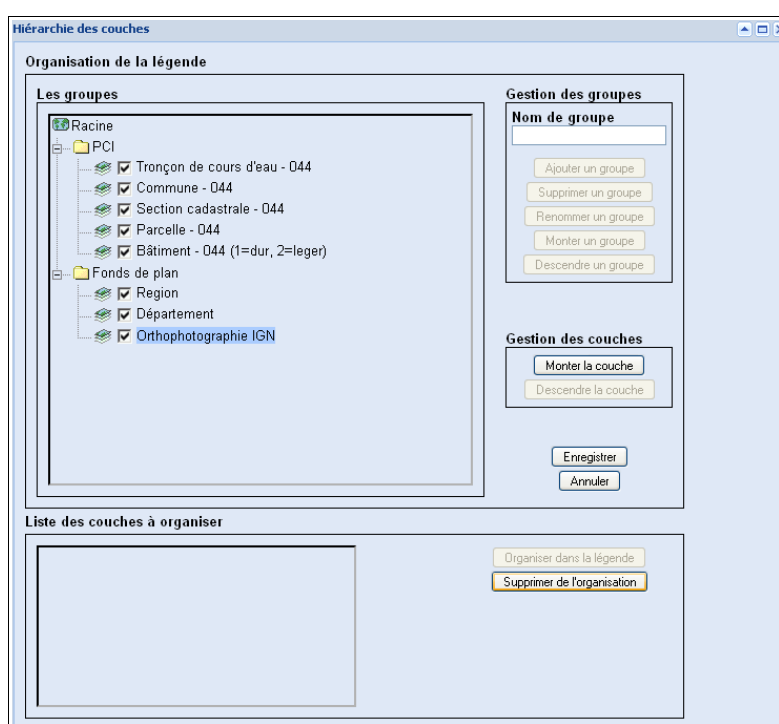 Hiérarchie des couches
Organisation de la légende
Les groupes
Racine
PCI
Tronçon de cours d'eau - 044
Commune - 044
Section cadastrale - 044
Parcelle - 044
Bâtiment - 044 (1=dur, 2=leger)
Fonds de plan
Region
Département
Orthophotographie IGN
Gestion des groupes
Nom de groupe
Ajouter un groupe
Supprimer un groupe
Renommer un groupe
Monter un groupe
Descendre un groupe
Gestion des couches
Monter la couche
Descendre la couche
Enregistrer
Annuler
Liste des couches à organiser
Organiser dans la légende
Supprimer de l'organisation